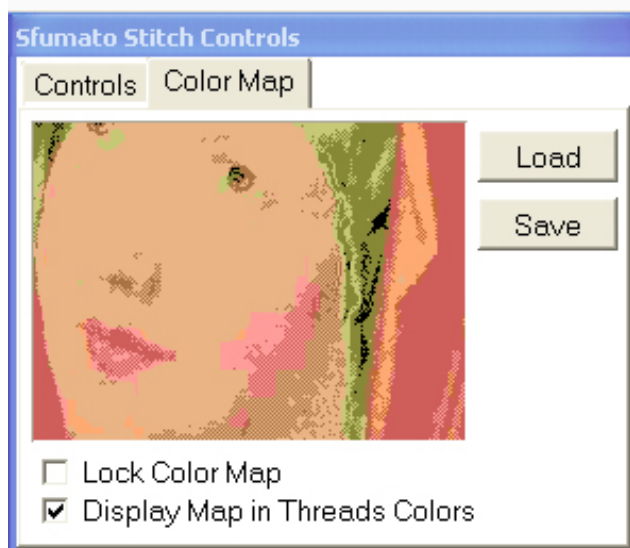 Sfumato Stitch Controls
Controls
Color Map
Load
Save
Lock Color Map
Display Map in Threads Colors